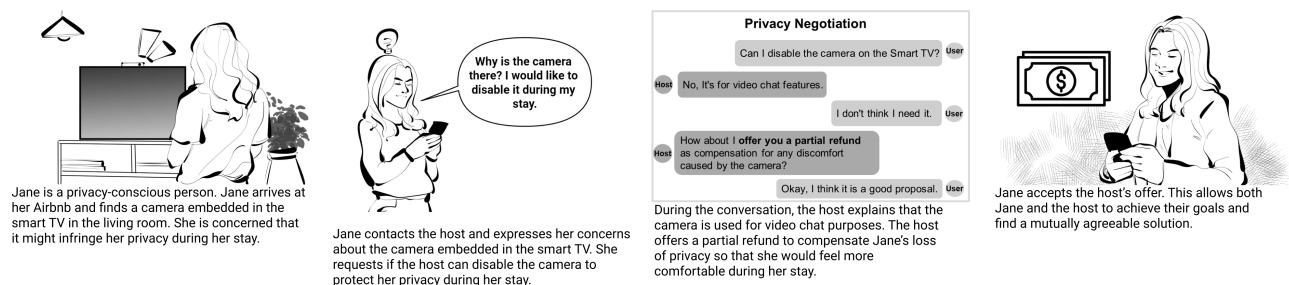 Jane is a privacy-conscious person. Jane arrives at
her Airbnb and finds a camera embedded in the
smart TV in the living room. She is concerned that
it might infringe her privacy during her stay.
Why is the camera
there? I would like to
disable it during my
stay.
Jane contacts the host and expresses her concerns
about the camera embedded in the smart TV. She
requests if the host can disable the camera to
protect her privacy during her stay.
Privacy Negotiation
Can I disable the camera on the Smart TV? User
Host No, It's for video chat features.
I don't think I need it. User
How about I offer you a partial refund
Host as compensation for any discomfort
caused by the camera?
Okay, I think it is a good proposal. User
During the conversation, the host explains that the
camera is used for video chat purposes. The host
offers a partial refund to compensate Jane's loss
of privacy so that she would feel more
comfortable during her stay.
$
Jane accepts the host's offer. This allows both
Jane and the host to achieve their goals and
find a mutually agreeable solution.